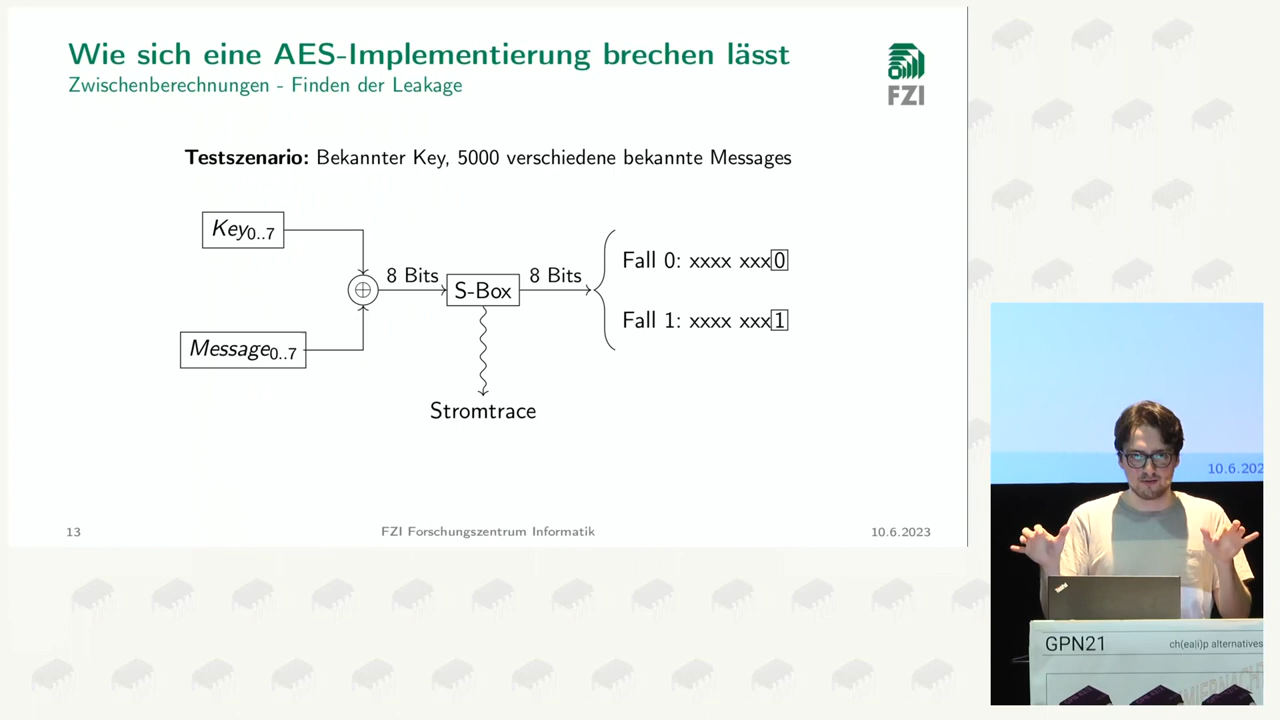 Wie sich eine AES-Implementierung brechen lässt
Zwischenberechnungen - Finden der Leakage
FZI
Testszenario: Bekannter Key, 5000 verschiedene bekannte Messages
Key0..7
8 Bits
S-Box
8 Bits
Fall 0: xxxx xxx0
Fall 1: xxxx xxx1
Message0..7
Stromtrace
13
FZI Forschungszentrum Informatik
10.6.2023
10.6.202
GPN21
ch(ea|i)p alternatives